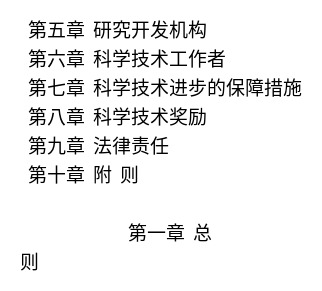 第五章 研究开发机构
第六章 科学技术工作者
第七章 科学技术进步的保障措施
第八章 科学技术奖励
第九章 法律责任
第十章 附 则
第一章 总
则